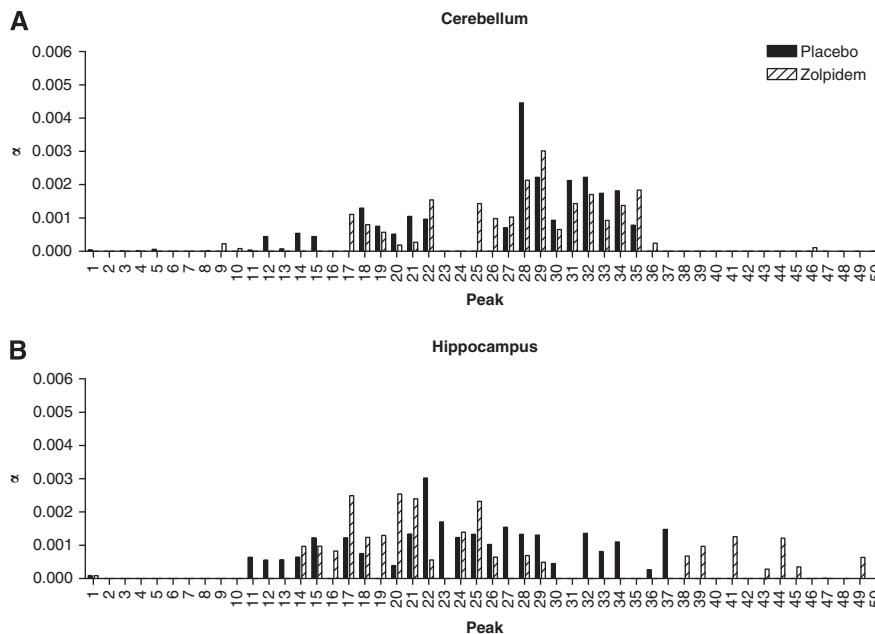 A
Cerebellum
Placebo
Zolpidem
0.006
0.005
0.004
0.003
0.002
0.001
0.000
α
1 2 3 4 5 6 7 8 9 10 11 12 13 14 15 17 18 19 20 21 22 23 24 25 26 27 28 29 30 31 32 33 34 35 36 37 38 39 40 41 42 43 44 45 46 47 48 49 50
Peak
B
Hippocampus
0.006
0.005
0.004
0.003
0.002
0.001
0.000
α
1 2 3 4 5 6 7 8 9 10 11 12 13 14 15 16 17 18 19 20 21 22 23 24 25 26 27 28 29 30 31 32 33 34 36 37 38 39 40 41 42 43 44 45 46 47 48 49 50
Peak